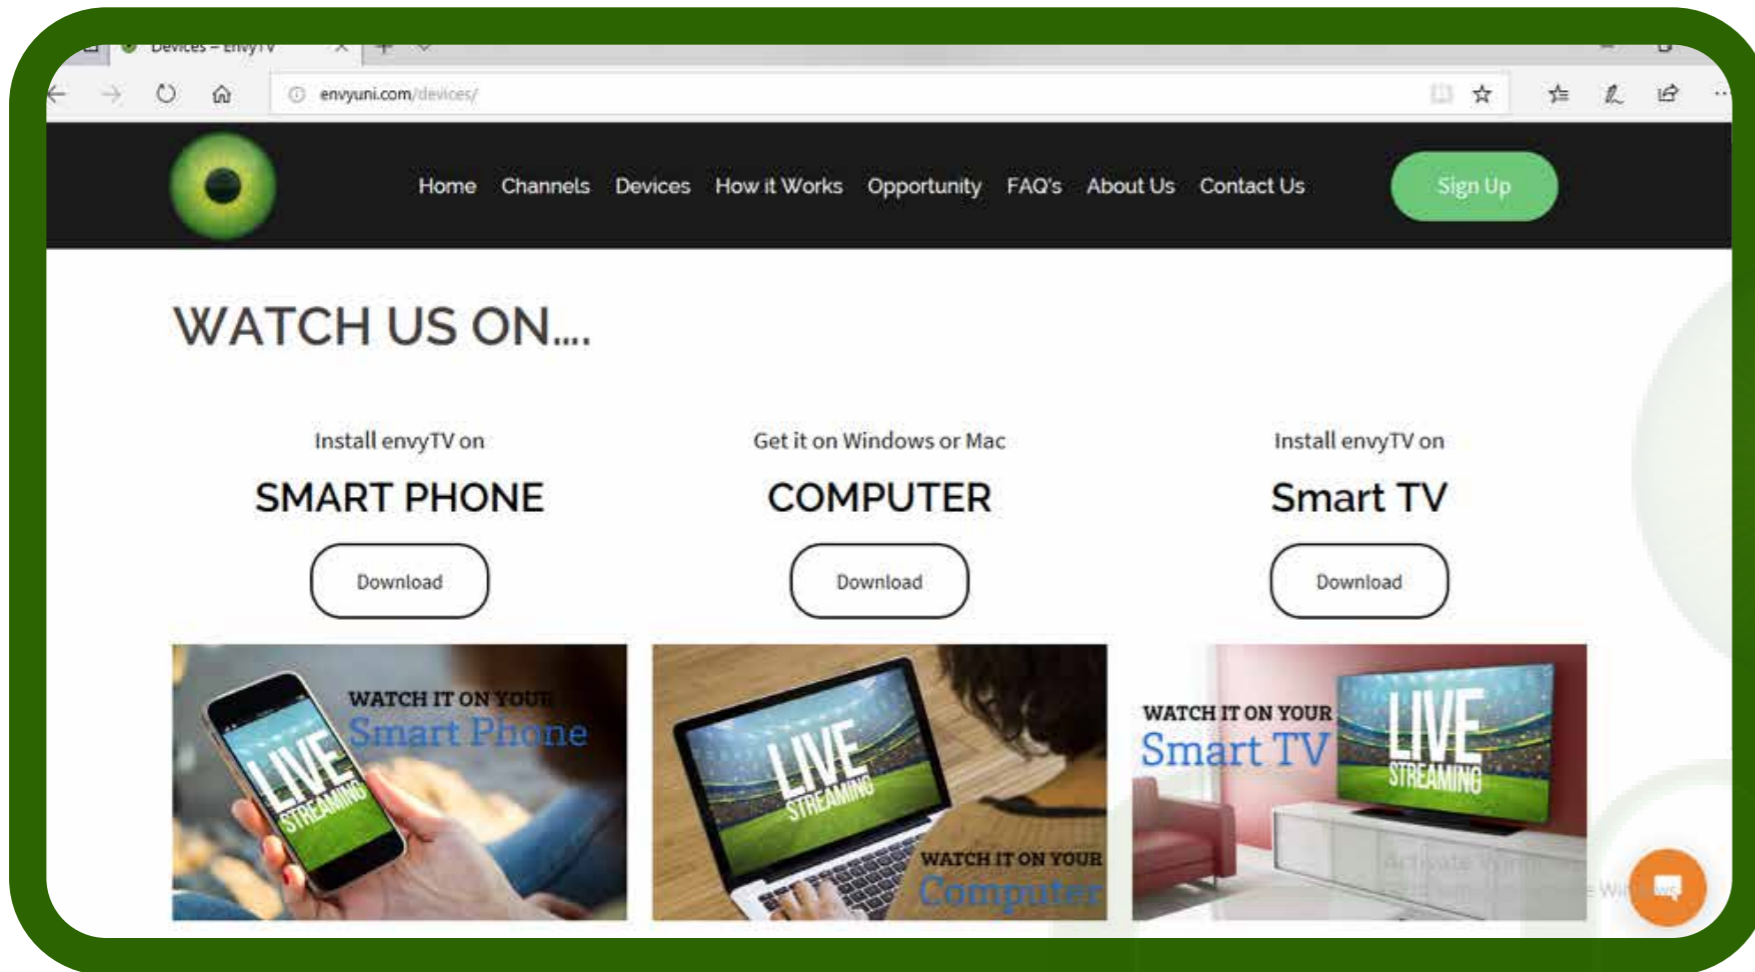 Devices – EnvyTV
envyuni.com/devices/
Home Channels Devices How it Works Opportunity FAQ's About Us Contact Us Sign Up
WATCH US ON....
Install envyTV on
SMART PHONE
Download
Get it on Windows or Mac
COMPUTER
Download
Install envyTV on
Smart TV
Download
WATCH IT ON YOUR
Smart Phone
LIVE
STREAMING
LIVE
STREAMING
WATCH IT ON YOUR
Computer
WATCH IT ON YOUR
Smart TV
LIVE
STREAMING
Activate